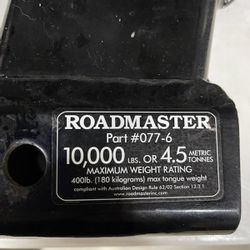 ROADMASTER
Part #077-6
10,000 LBS. OR 4.5 METRIC TONNES
MAXIMUM WEIGHT RATING
400lb. (180 kilograms) max tongue weight
compliant with Australian Design Rule 62/02 Section 12.3.1
www.roadmasterinc.com